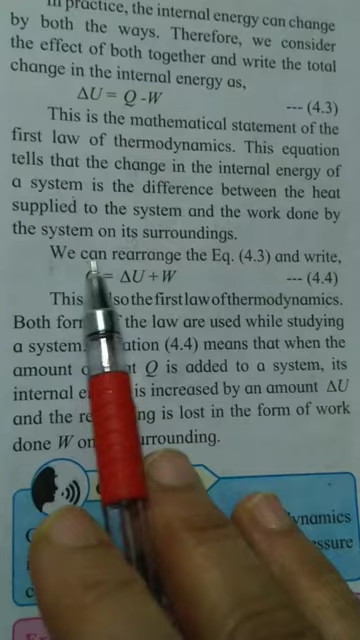 In practice, the internal energy can change
by both the ways. Therefore, we consider
the effect of both together and write the total
change in the internal energy as,
ΔU = Q -W --- (4.3)
This is the mathematical statement of the
first law of thermodynamics. This equation
tells that the change in the internal energy of
a system is the difference between the heat
supplied to the system and the work done by
the system on its surroundings.
We can rearrange the Eq. (4.3) and write,
= ΔU + W --- (4.4)
This so the first law of thermodynamics.
Both the law are used while studying
a system. (4.4) means that when the
amount Q is added to a system, its
internal is increased by an amount ΔU
and the is lost in the form of work
done W on